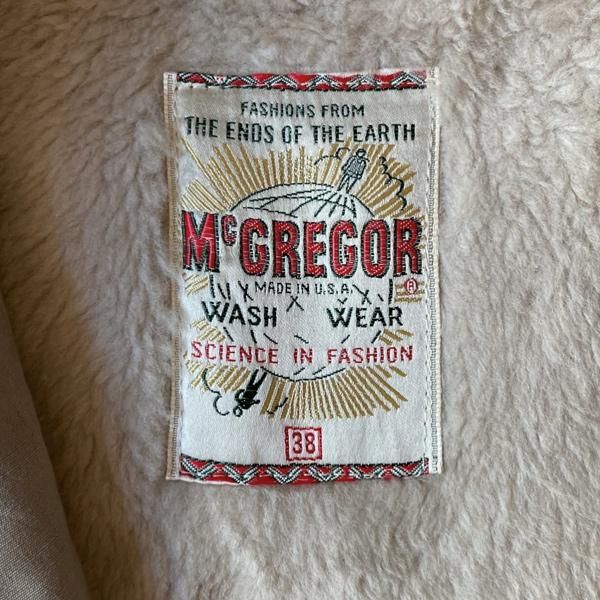 FASHIONS FROM
THE ENDS OF THE EARTH
McGREGOR
®
MADE IN U.S.A.
WASH WEAR
SCIENCE IN FASHION
38